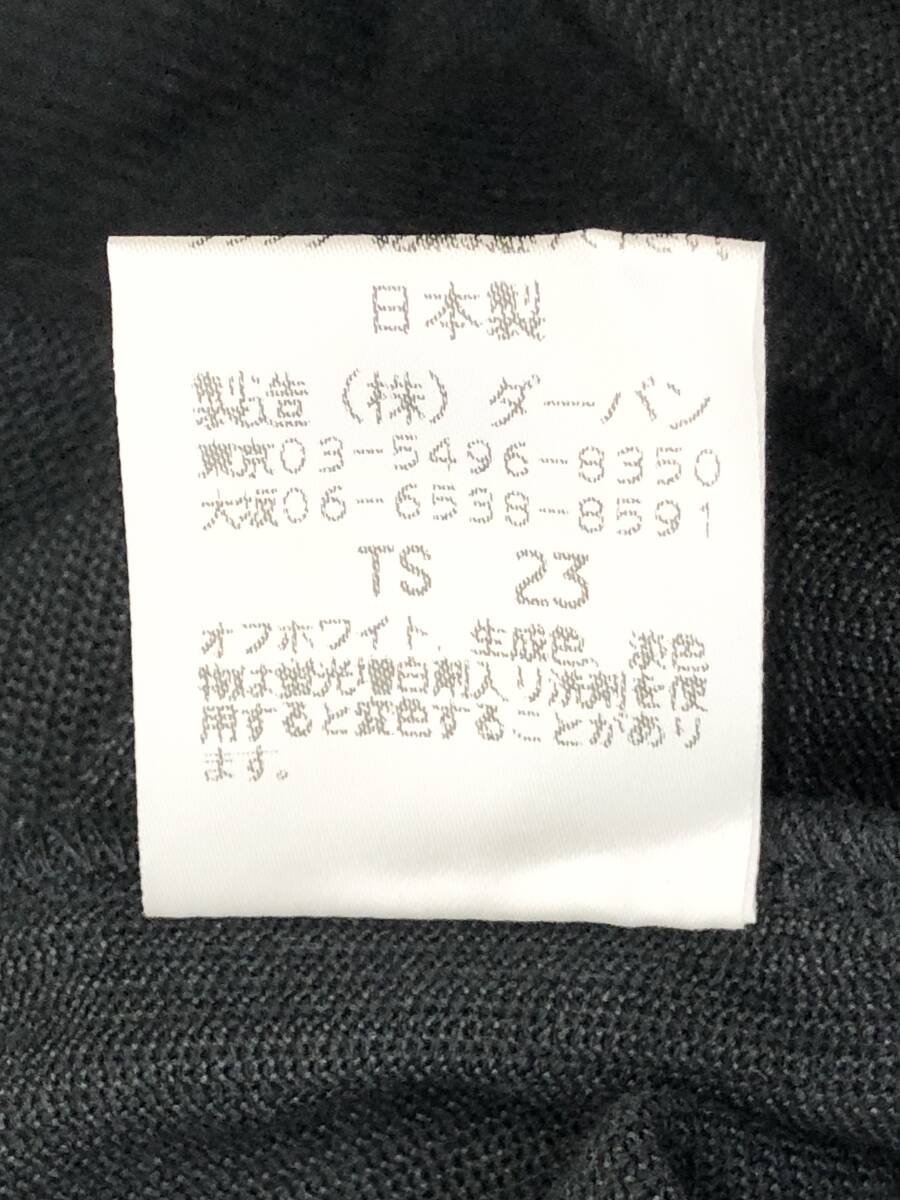 日本製
製造(株)ダーバン
東京03-5496-8350
大坂06-6538-8591
TS 23
オフホワイト、生成色、淡色
物は蛍光増白剤入り洗剤を使
用すると変色することがあり
ます。